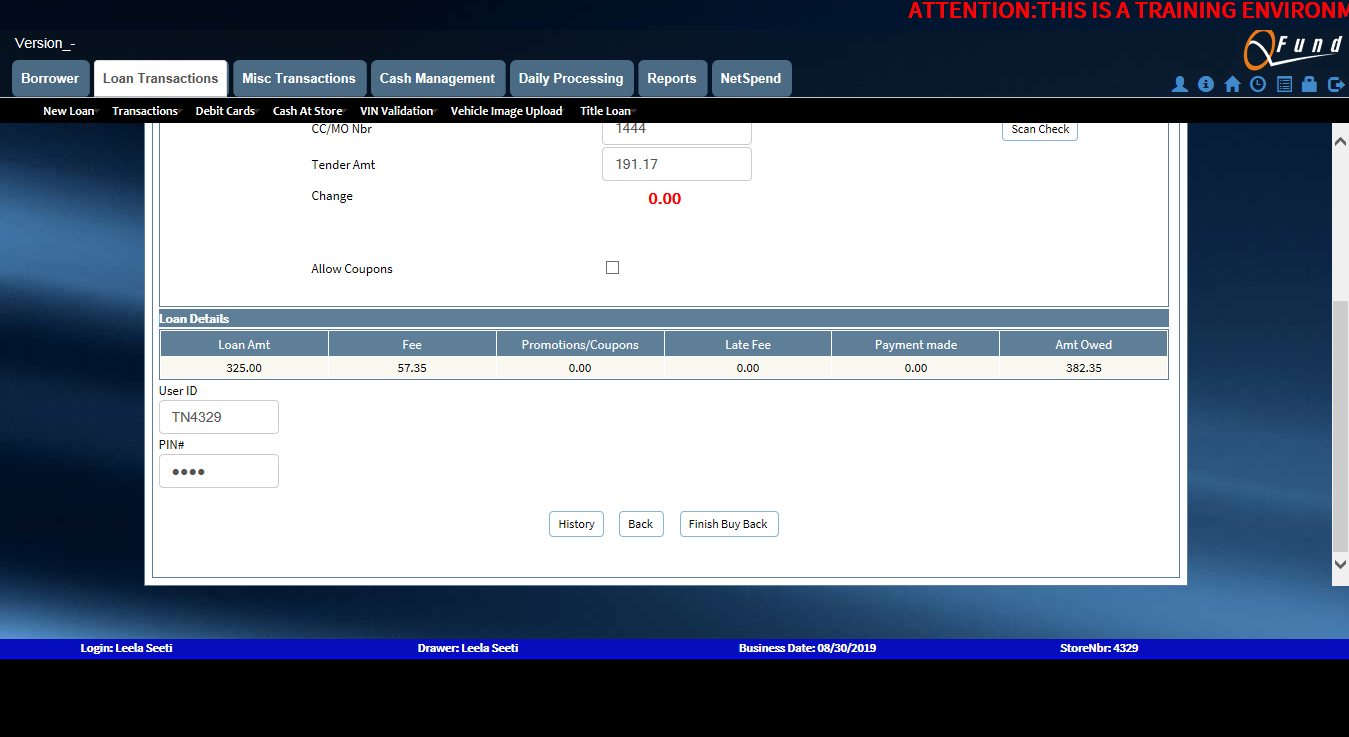 ATTENTION:THIS IS A TRAINING ENVIRONM
Version_-
QFund
Borrower Loan Transactions Misc Transactions Cash Management Daily Processing Reports NetSpend
New Loan Transactions Debit Cards Cash At Store VIN Validation Vehicle Image Upload Title Loan
CC/MO Nbr 1444 Scan Check
Tender Amt 191.17
Change 0.00
Allow Coupons
Loan Details
Loan Amt Fee Promotions/Coupons Late Fee Payment made Amt Owed
325.00 57.35 0.00 0.00 0.00 382.35
User ID
TN4329
PIN#
••••
History Back Finish Buy Back
Login: Leela Seeti Drawer: Leela Seeti Business Date: 08/30/2019 StoreNbr: 4329